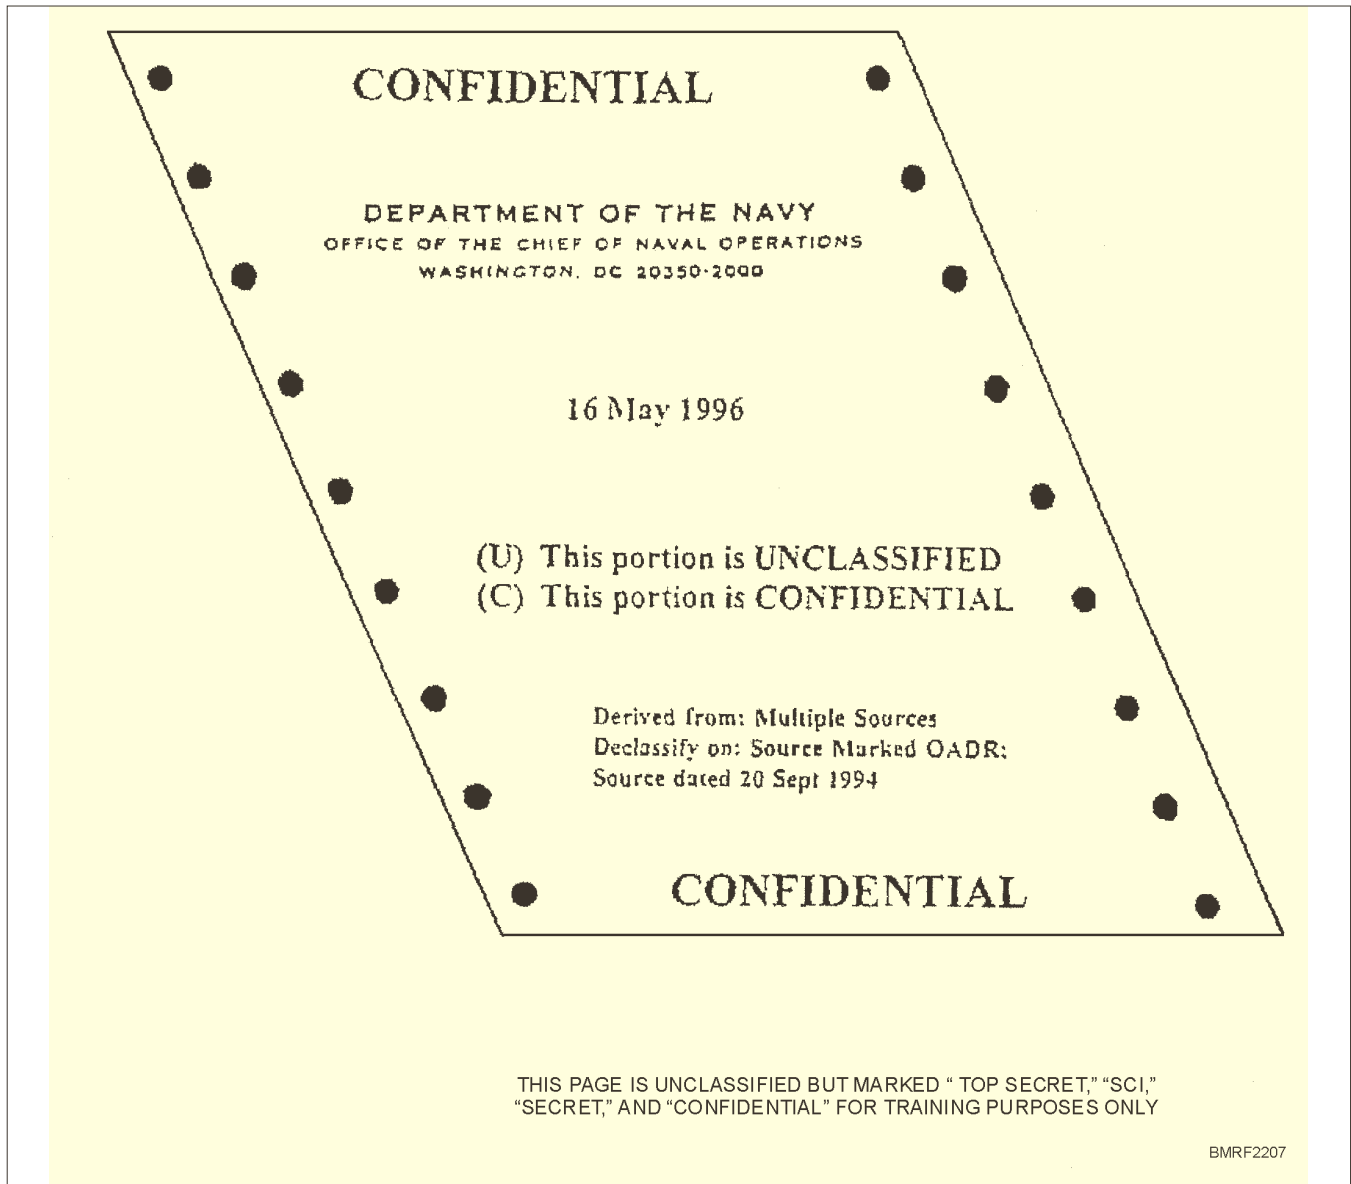 CONFIDENTIAL
DEPARTMENT OF THE NAVY
OFFICE OF THE CHIEF OF NAVAL OPERATIONS
WASHINGTON, DC 20350-2000
16 May 1996
(U) This portion is UNCLASSIFIED
(C) This portion is CONFIDENTIAL
Derived from: Multiple Sources
Declassify on: Source Marked OADR;
Source dated 20 Sept 1994
CONFIDENTIAL
THIS PAGE IS UNCLASSIFIED BUT MARKED “ TOP SECRET,” “SCI,”
“SECRET,” AND “CONFIDENTIAL” FOR TRAINING PURPOSES ONLY
BMRF2207